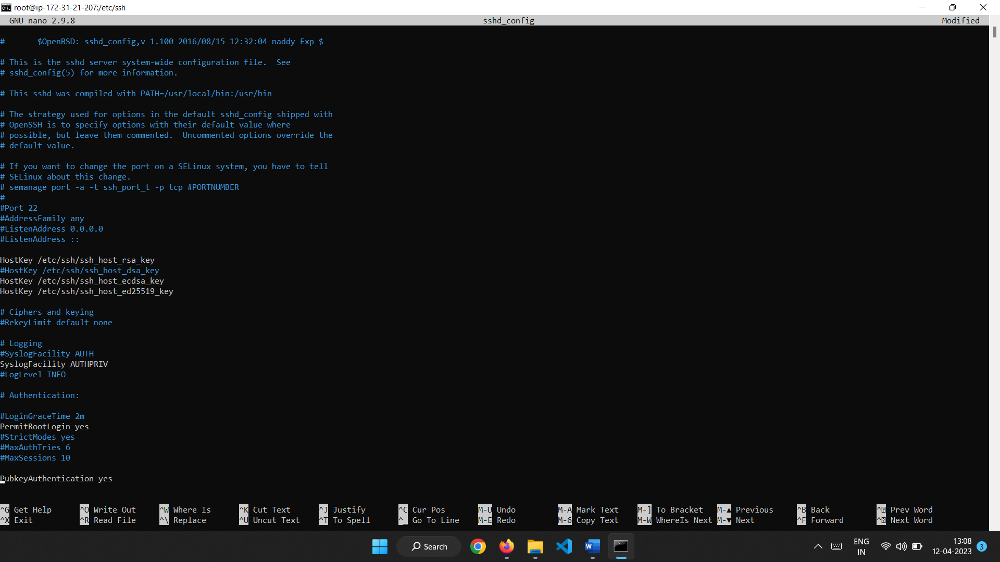 root@ip-172-31-21-207:/etc/ssh
GNU nano 2.9.8 sshd_config Modified
# $OpenBSD: sshd_config,v 1.100 2016/08/15 12:32:04 naddy Exp $
# This is the sshd server system-wide configuration file. See
# sshd_config(5) for more information.
# This sshd was compiled with PATH=/usr/local/bin:/usr/bin
# The strategy used for options in the default sshd_config shipped with
# OpenSSH is to specify options with their default value where
# possible, but leave them commented. Uncommented options override the
# default value.
# If you want to change the port on a SELinux system, you have to tell
# SELinux about this change.
# semanage port -a -t ssh_port_t -p tcp #PORTNUMBER
#
#Port 22
#AddressFamily any
#ListenAddress 0.0.0.0
#ListenAddress ::
HostKey /etc/ssh/ssh_host_rsa_key
#HostKey /etc/ssh/ssh_host_dsa_key
HostKey /etc/ssh/ssh_host_ecdsa_key
HostKey /etc/ssh/ssh_host_ed25519_key
# Ciphers and keying
#RekeyLimit default none
# Logging
#SyslogFacility AUTH
SyslogFacility AUTHPRIV
#LogLevel INFO
# Authentication:
#LoginGraceTime 2m
PermitRootLogin yes
#StrictModes yes
#MaxAuthTries 6
#MaxSessions 10
PubkeyAuthentication yes
^G Get Help ^O Write Out ^W Where Is ^K Cut Text ^J Justify ^C Cur Pos M-U Undo M-A Mark Text M-] To Bracket M-▲ Previous ^B Back ^ Prev Word
^X Exit ^R Read File ^\ Replace ^U Uncut Text ^T To Spell ^_ Go To Line M-E Redo M-6 Copy Text M-W WhereIs Next M-▼ Next ^F Forward ^ Next Word
Search
ENG
IN
13:08
12-04-2023
3